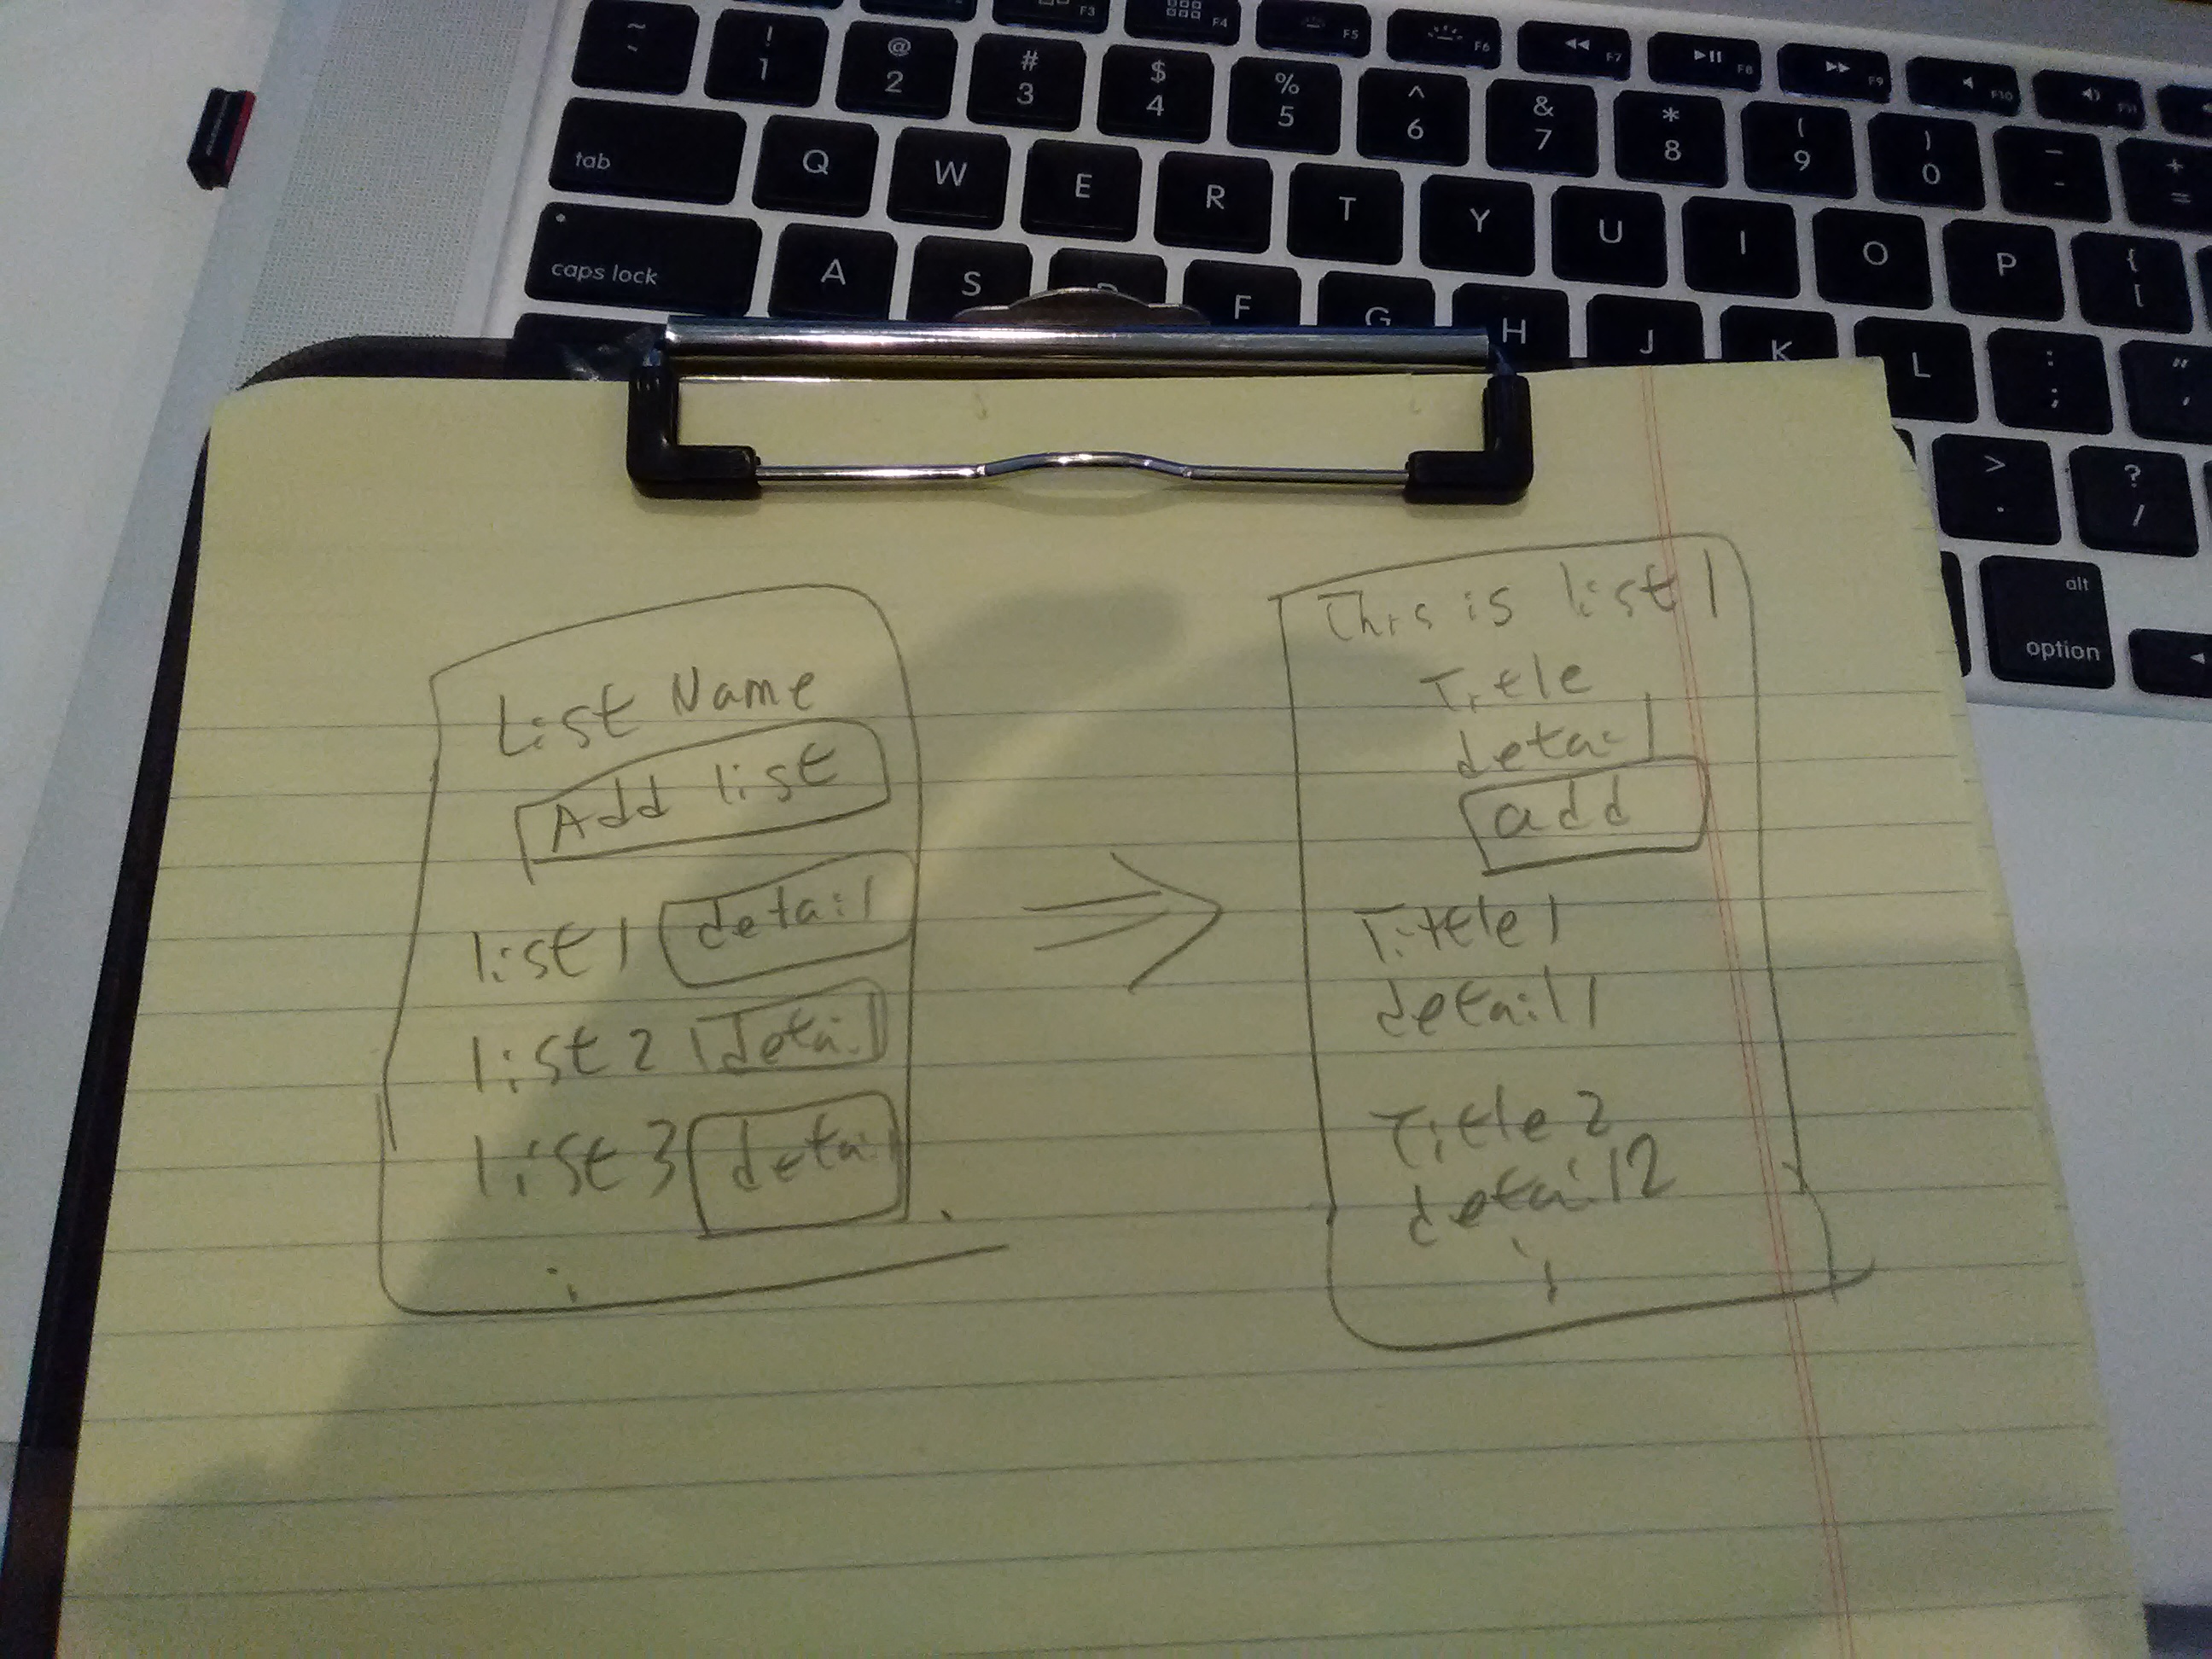 ~
`
! 1
@ 2
# 3
$ 4
% 5
^ 6
& 7
* 8
( 9
) 0
_ -
+ =
F3 F4 F5 F6 F7 F8 F9 F10 F11
tab Q W E R T Y U I O P { [
caps lock A S D F G H J K L : ; " '
> . ? /
alt option
List Name
Add list
list1 detail
list2 detail
list3 detail
:
This is list1
Title
detail
add
Title1
detail1
Title2
detail2
: